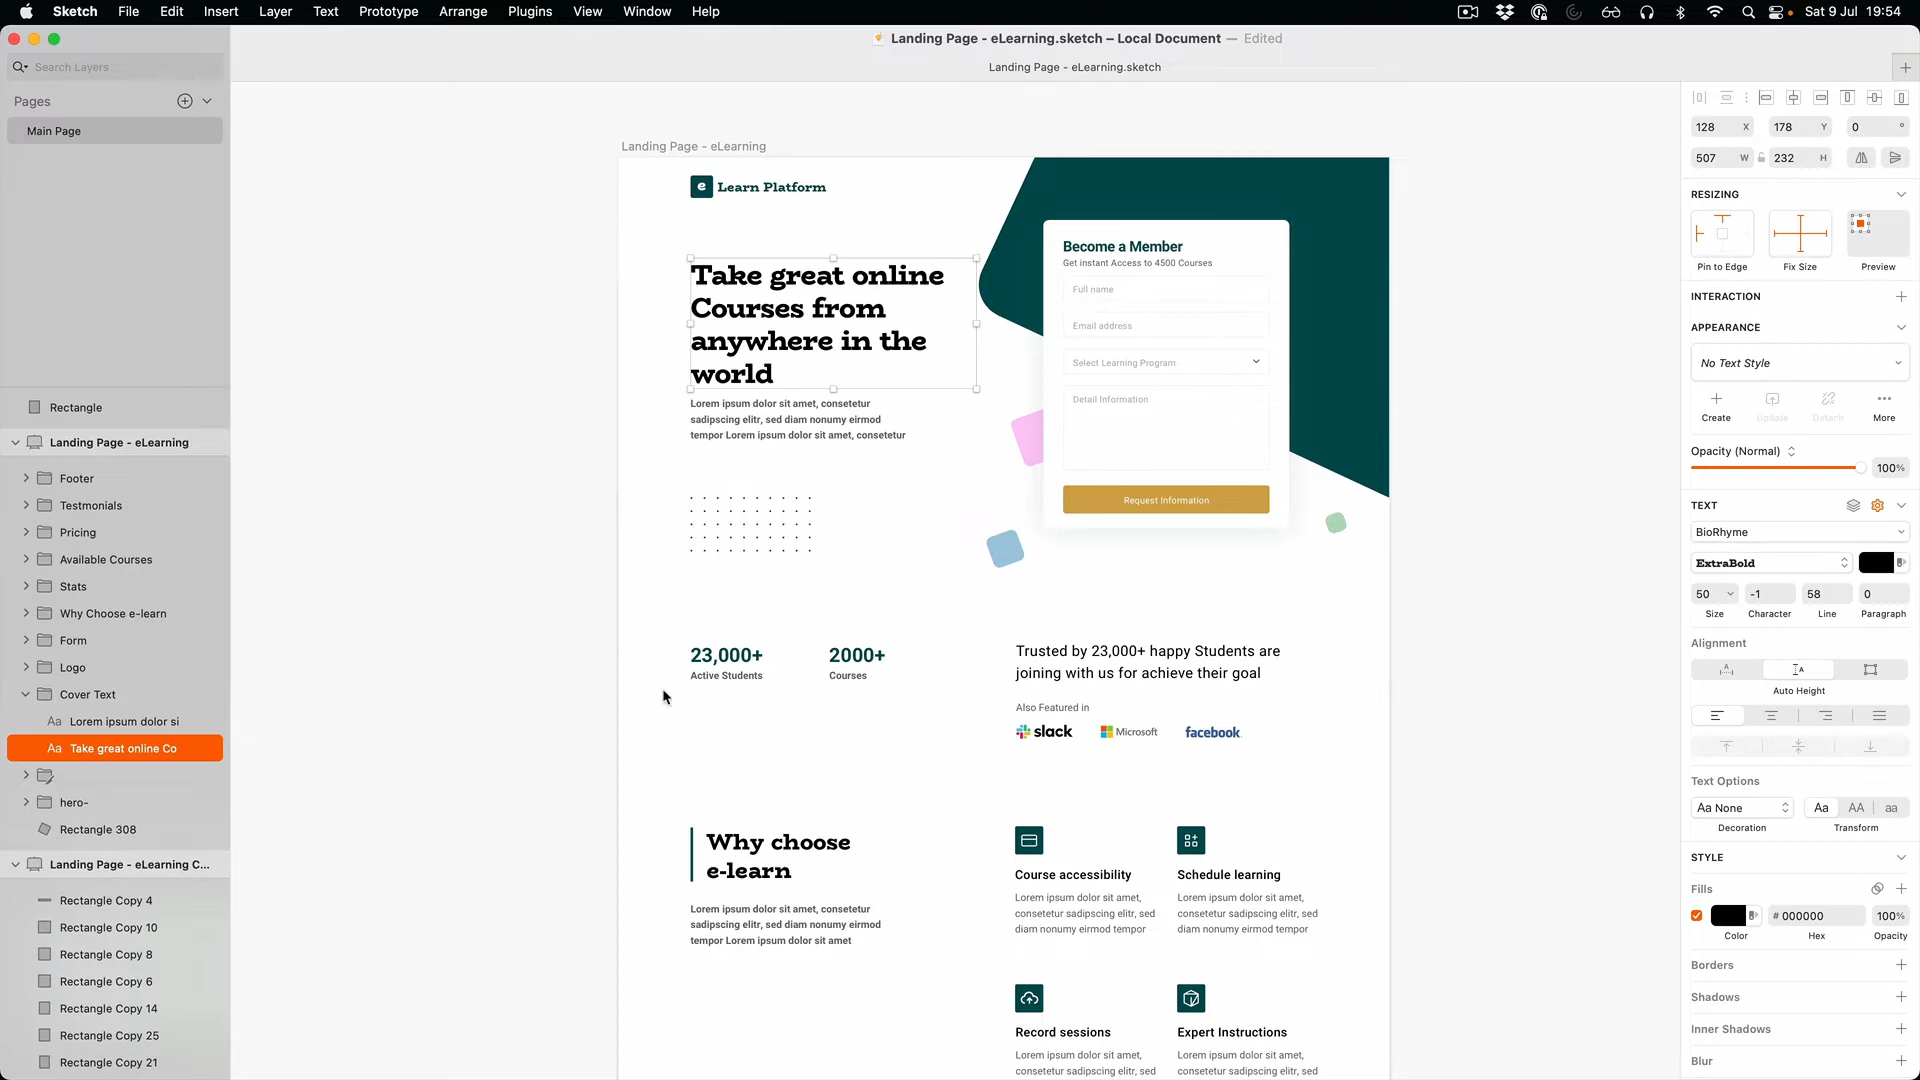 Sketch File Edit Insert Layer Text Prototype Arrange Plugins View Window Help
Sat 9 Jul 19:54
Landing Page - eLearning.sketch – Local Document — Edited
Landing Page - eLearning.sketch
Search Layers
Pages
Main Page
Rectangle
Landing Page - eLearning
Footer
Testmonials
Pricing
Available Courses
Stats
Why Choose e-learn
Form
Logo
Cover Text
Aa Lorem ipsum dolor si
Aa Take great online Co
hero-
Rectangle 308
Landing Page - eLearning C...
Rectangle Copy 4
Rectangle Copy 10
Rectangle Copy 8
Rectangle Copy 6
Rectangle Copy 14
Rectangle Copy 25
Rectangle Copy 21
Landing Page - eLearning
e Learn Platform
Take great online
Courses from
anywhere in the
world
Lorem ipsum dolor sit amet, consetetur
sadipscing elitr, sed diam nonumy eirmod
tempor Lorem ipsum dolor sit amet, consetetur
Become a Member
Get instant Access to 4500 Courses
Full name
Email address
Select Learning Program
Detail Information
Request Information
23,000+
Active Students
2000+
Courses
Trusted by 23,000+ happy Students are
joining with us for achieve their goal
Also Featured in
slack
Microsoft
facebook
Why choose
e-learn
Lorem ipsum dolor sit amet, consetetur
sadipscing elitr, sed diam nonumy eirmod
tempor Lorem ipsum dolor sit amet
Course accessibility
Lorem ipsum dolor sit amet,
consetetur sadipscing elitr, sed
diam nonumy eirmod tempor
Schedule learning
Lorem ipsum dolor sit amet,
consetetur sadipscing elitr, sed
diam nonumy eirmod tempor
Record sessions
Lorem ipsum dolor sit amet,
consetetur sadipscing elitr, sed
Expert Instructions
Lorem ipsum dolor sit amet,
consetetur sadipscing elitr, sed
128 X 178 Y 0 °
507 W 232 H
RESIZING
Pin to Edge Fix Size Preview
INTERACTION
APPEARANCE
No Text Style
Create Update Detach More
Opacity (Normal)
100%
TEXT
BioRhyme
ExtraBold
50 -1 58 0
Size Character Line Paragraph
Alignment
Auto Height
Text Options
Aa None Aa AA aa
Decoration Transform
STYLE
Fills
# 000000 100%
Color Hex Opacity
Borders
Shadows
Inner Shadows
Blur